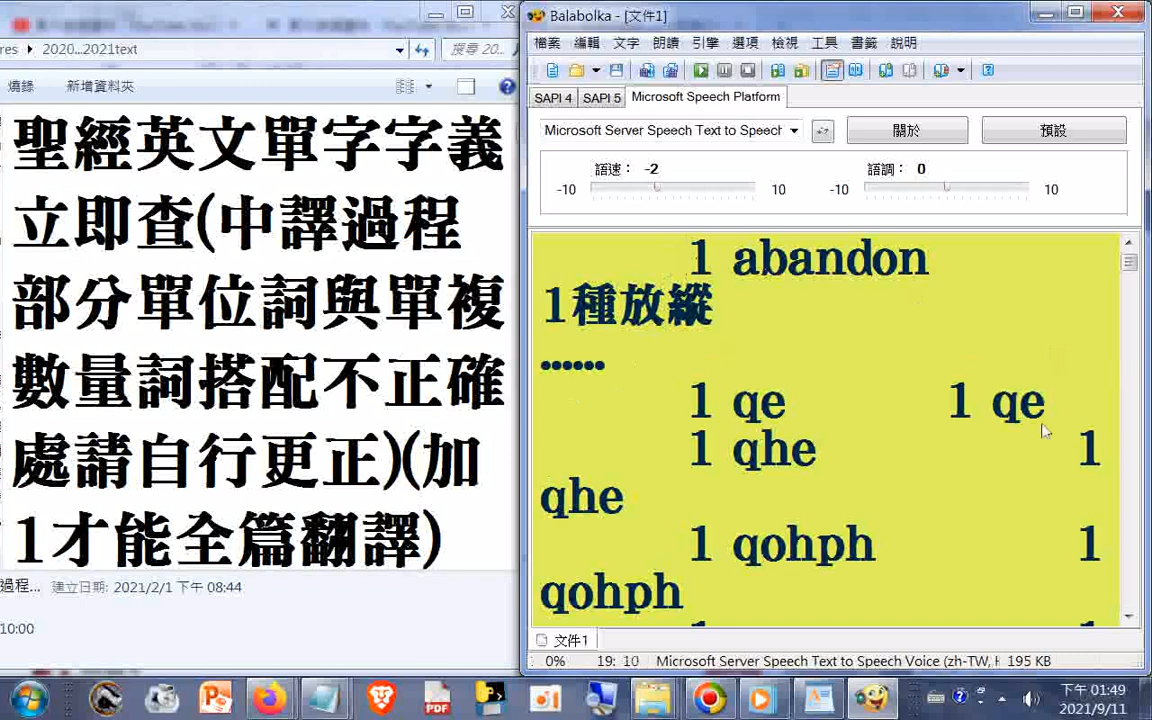 res ▸ 2020...2021text
搜尋 20...
燒錄 新增資料夾
聖經英文單字字義
立即查(中譯過程
部分單位詞與單複
數量詞搭配不正確
處請自行更正)(加
1才能全篇翻譯)
過程... 建立日期: 2021/2/1 下午 08:44
10:00
Balabolka - [文件1]
檔案 編輯 文字 朗讀 引擎 選項 檢視 工具 書籤 說明
SAPI 4 SAPI 5 Microsoft Speech Platform
Microsoft Server Speech Text to Speech 關於 預設
語速： -2 語調： 0
-10 10 -10 10
1 abandon
1種放縱
••••••
1 qe 1 qe
1 qhe 1
qhe
1 qohph 1
qohph
文件1
0% 19: 10 Microsoft Server Speech Text to Speech Voice (zh-TW, H 195 KB
PDF
下午 01:49
2021/9/11